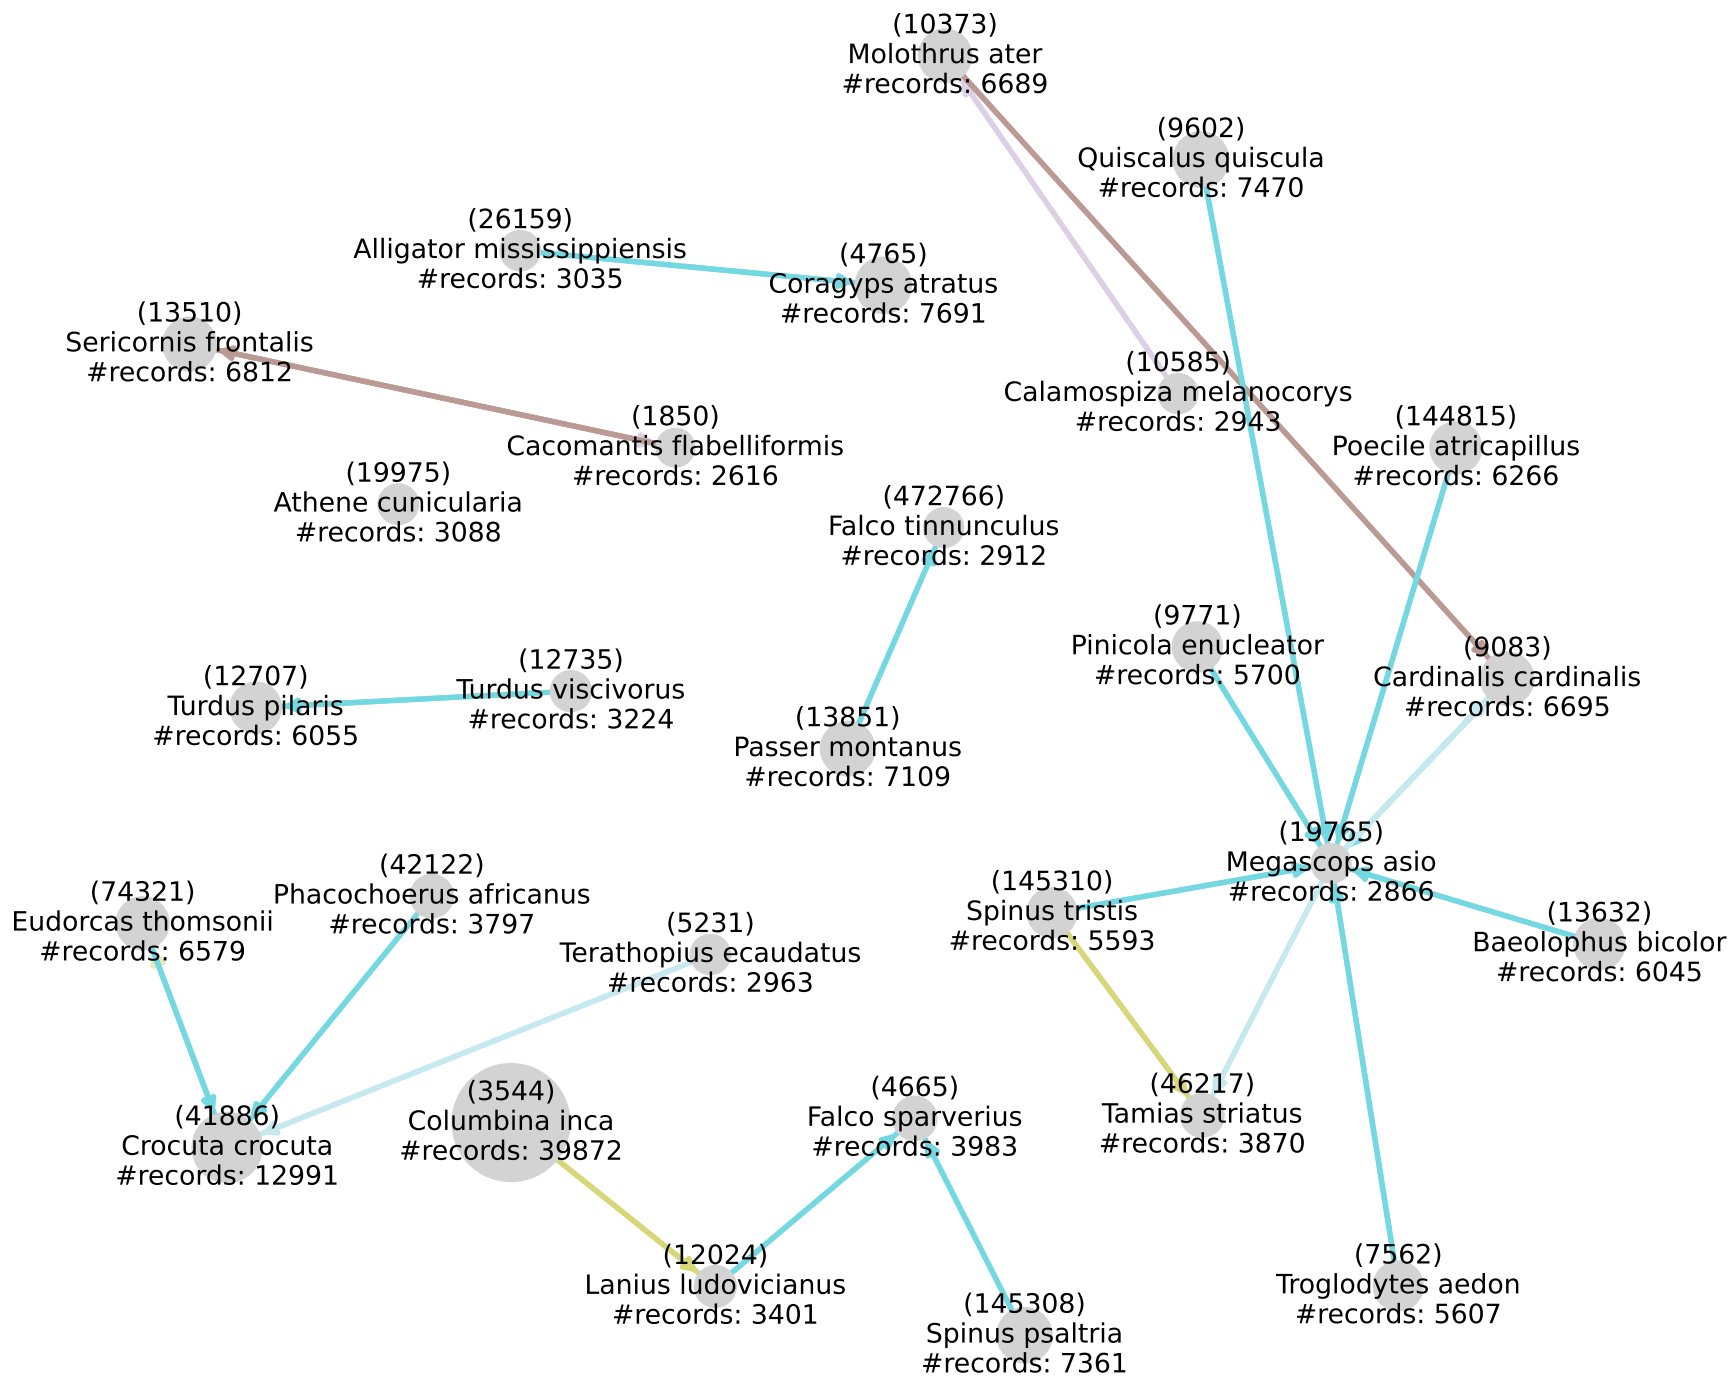 (10373)
Molothrus ater
#records: 6689
(9602)
Quiscalus quiscula
#records: 7470
(26159)
Alligator mississippiensis
#records: 3035
(4765)
Coragyps atratus
#records: 7691
(13510)
Sericornis frontalis
#records: 6812
(10585)
Calamospiza melanocorys
#records: 2943
(1850)
Cacomantis flabelliformis
#records: 2616
(144815)
Poecile atricapillus
#records: 6266
(19975)
Athene cunicularia
#records: 3088
(472766)
Falco tinnunculus
#records: 2912
(9771)
Pinicola enucleator
#records: 5700
(9083)
Cardinalis cardinalis
#records: 6695
(12707)
Turdus pilaris
#records: 6055
(12735)
Turdus viscivorus
#records: 3224
(13851)
Passer montanus
#records: 7109
(19765)
Megascops asio
#records: 2866
(74321)
Eudorcas thomsonii
#records: 6579
(42122)
Phacochoerus africanus
#records: 3797
(5231)
Terathopius ecaudatus
#records: 2963
(145310)
Spinus tristis
#records: 5593
(13632)
Baeolophus bicolor
#records: 6045
(41886)
Crocuta crocuta
#records: 12991
(3544)
Columbina inca
#records: 39872
(4665)
Falco sparverius
#records: 3983
(46217)
Tamias striatus
#records: 3870
(12024)
Lanius ludovicianus
#records: 3401
(145308)
Spinus psaltria
#records: 7361
(7562)
Troglodytes aedon
#records: 5607